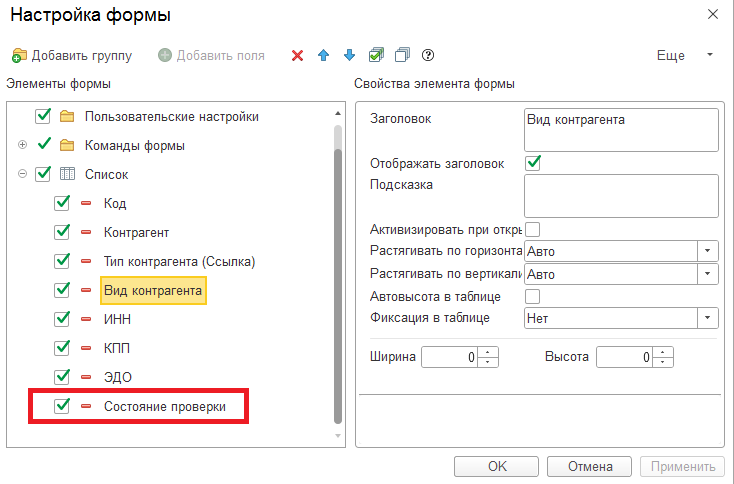 Настройка формы
Добавить группу
Добавить поля
Еще
Элементы формы
Свойства элемента формы
Пользовательские настройки
Команды формы
Список
Код
Контрагент
Тип контрагента (Ссылка)
Вид контрагента
ИНН
КПП
ЭДО
Состояние проверки
Заголовок
Вид контрагента
Отображать заголовок
Подсказка
Активизировать при откры
Растягивать по горизонта
Авто
Растягивать по вертикали
Авто
Автовысота в таблице
Фиксация в таблице
Нет
Ширина
0
Высота
0
OK
Отмена
Применить